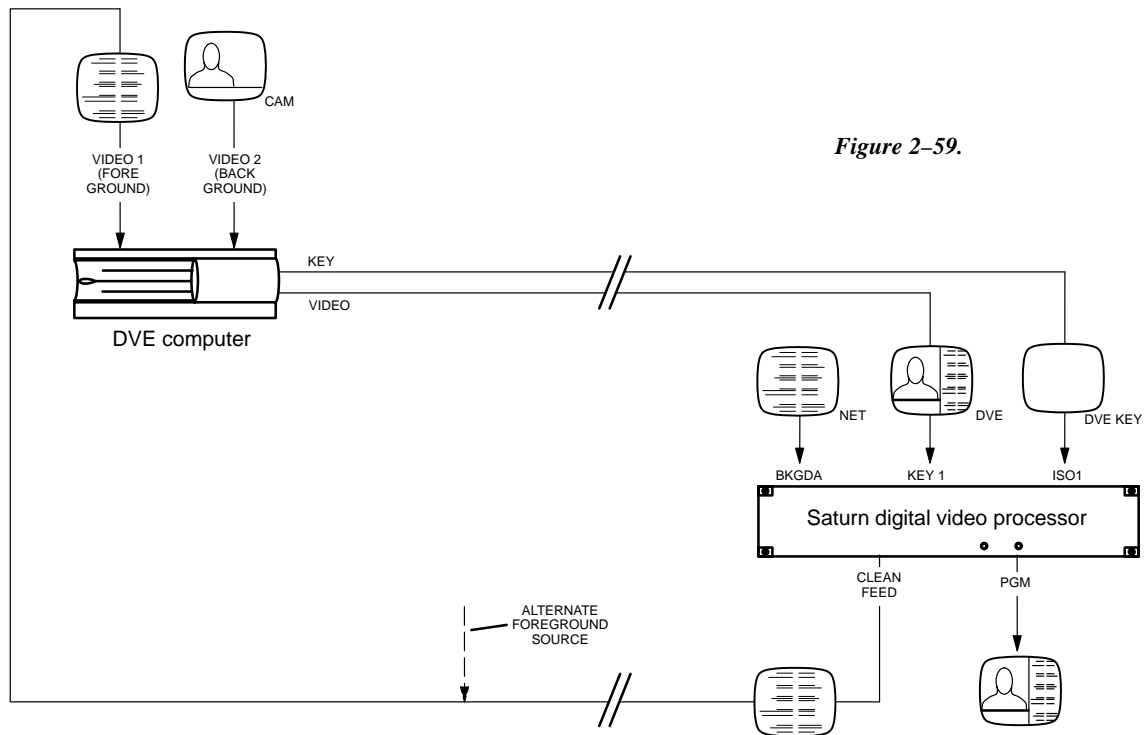 CAM
Figure 2–59.
VIDEO 1
(FORE
GROUND)
VIDEO 2
(BACK
GROUND)
KEY
VIDEO
DVE computer
NET
DVE
DVE KEY
BKGDA
KEY 1
ISO1
Saturn digital video processor
CLEAN
FEED
PGM
ALTERNATE
FOREGROUND
SOURCE